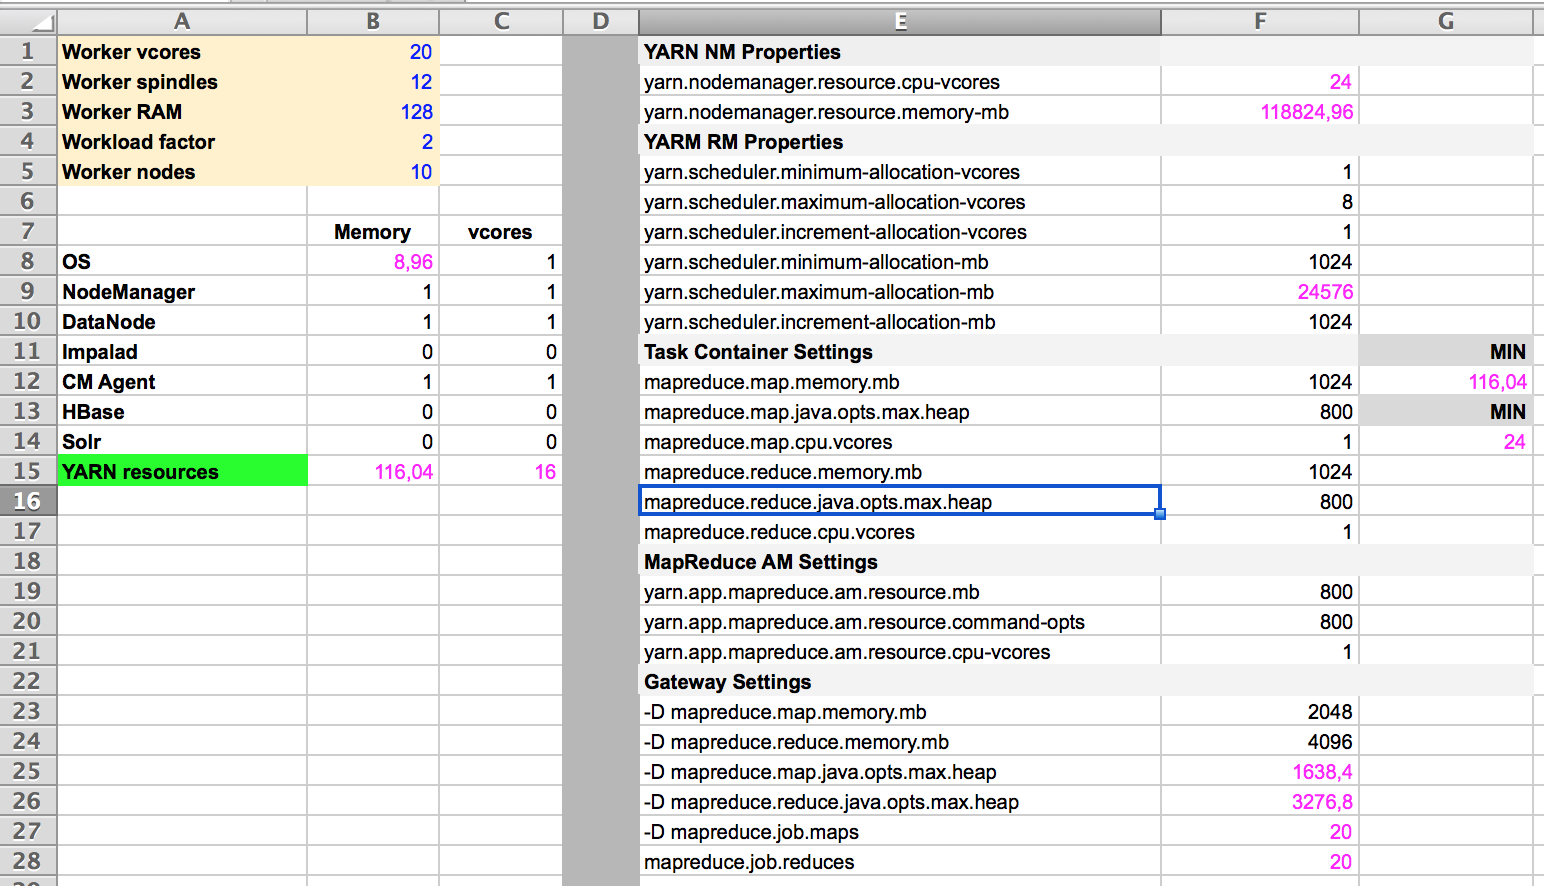 A B C D E F G
1 Worker vcores 20 YARN NM Properties
2 Worker spindles 12 yarn.nodemanager.resource.cpu-vcores 24
3 Worker RAM 128 yarn.nodemanager.resource.memory-mb 118824,96
4 Workload factor 2 YARM RM Properties
5 Worker nodes 10 yarn.scheduler.minimum-allocation-vcores 1
6 yarn.scheduler.maximum-allocation-vcores 8
7 Memory vcores yarn.scheduler.increment-allocation-vcores 1
8 OS 8,96 1 yarn.scheduler.minimum-allocation-mb 1024
9 NodeManager 1 1 yarn.scheduler.maximum-allocation-mb 24576
10 DataNode 1 1 yarn.scheduler.increment-allocation-mb 1024
11 Impalad 0 0 Task Container Settings MIN
12 CM Agent 1 1 mapreduce.map.memory.mb 1024 116,04
13 HBase 0 0 mapreduce.map.java.opts.max.heap 800 MIN
14 Solr 0 0 mapreduce.map.cpu.vcores 1 24
15 YARN resources 116,04 16 mapreduce.reduce.memory.mb 1024
16 mapreduce.reduce.java.opts.max.heap 800
17 mapreduce.reduce.cpu.vcores 1
18 MapReduce AM Settings
19 yarn.app.mapreduce.am.resource.mb 800
20 yarn.app.mapreduce.am.resource.command-opts 800
21 yarn.app.mapreduce.am.resource.cpu-vcores 1
22 Gateway Settings
23 -D mapreduce.map.memory.mb 2048
24 -D mapreduce.reduce.memory.mb 4096
25 -D mapreduce.map.java.opts.max.heap 1638,4
26 -D mapreduce.reduce.java.opts.max.heap 3276,8
27 -D mapreduce.job.maps 20
28 mapreduce.job.reduces 20